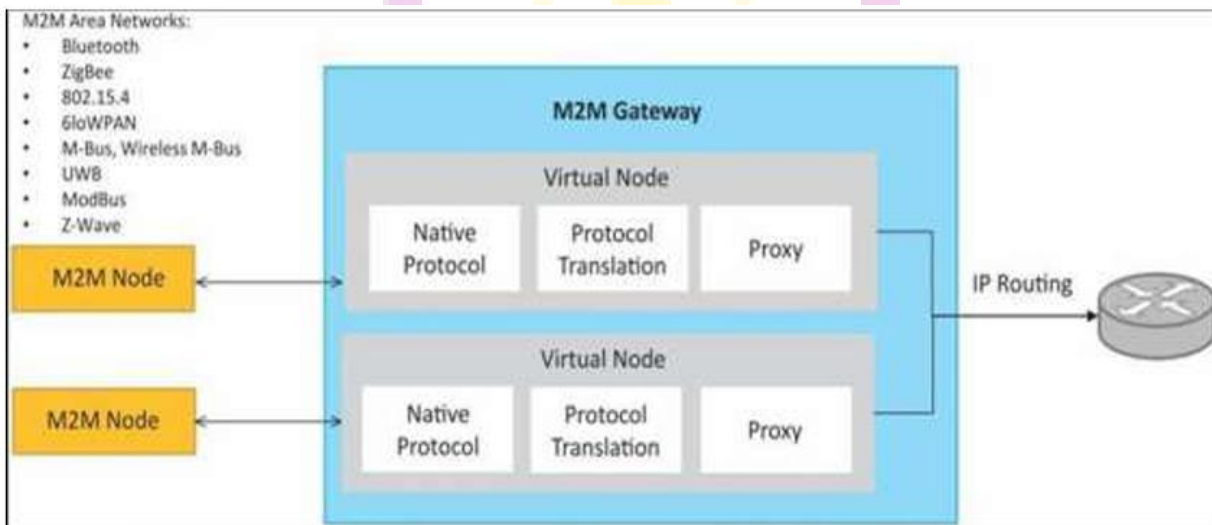 M2M Area Networks:
• Bluetooth
• ZigBee
• 802.15.4
• 6loWPAN
• M-Bus, Wireless M-Bus
• UWB
• ModBus
• Z-Wave
M2M Gateway
Virtual Node
Native
Protocol
Protocol
Translation
Proxy
M2M Node
IP Routing
Virtual Node
Native
Protocol
Protocol
Translation
Proxy
M2M Node